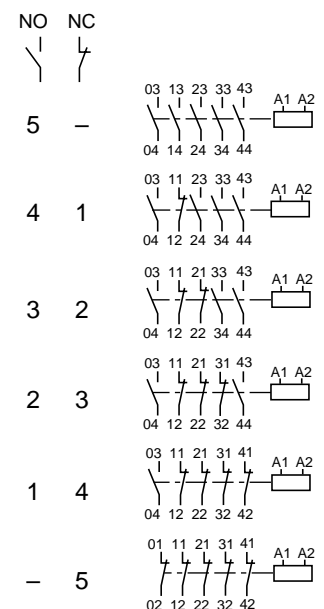 NO NC
03 13 23 33 43
A1 A2
5 –
04 14 24 34 44
03 11 23 33 43
A1 A2
4 1
04 12 24 34 44
03 11 21 33 43
A1 A2
3 2
04 12 22 34 44
03 11 21 31 43
A1 A2
2 3
04 12 22 32 44
03 11 21 31 41
A1 A2
1 4
04 12 22 32 42
01 11 21 31 41
A1 A2
– 5
02 12 22 32 42